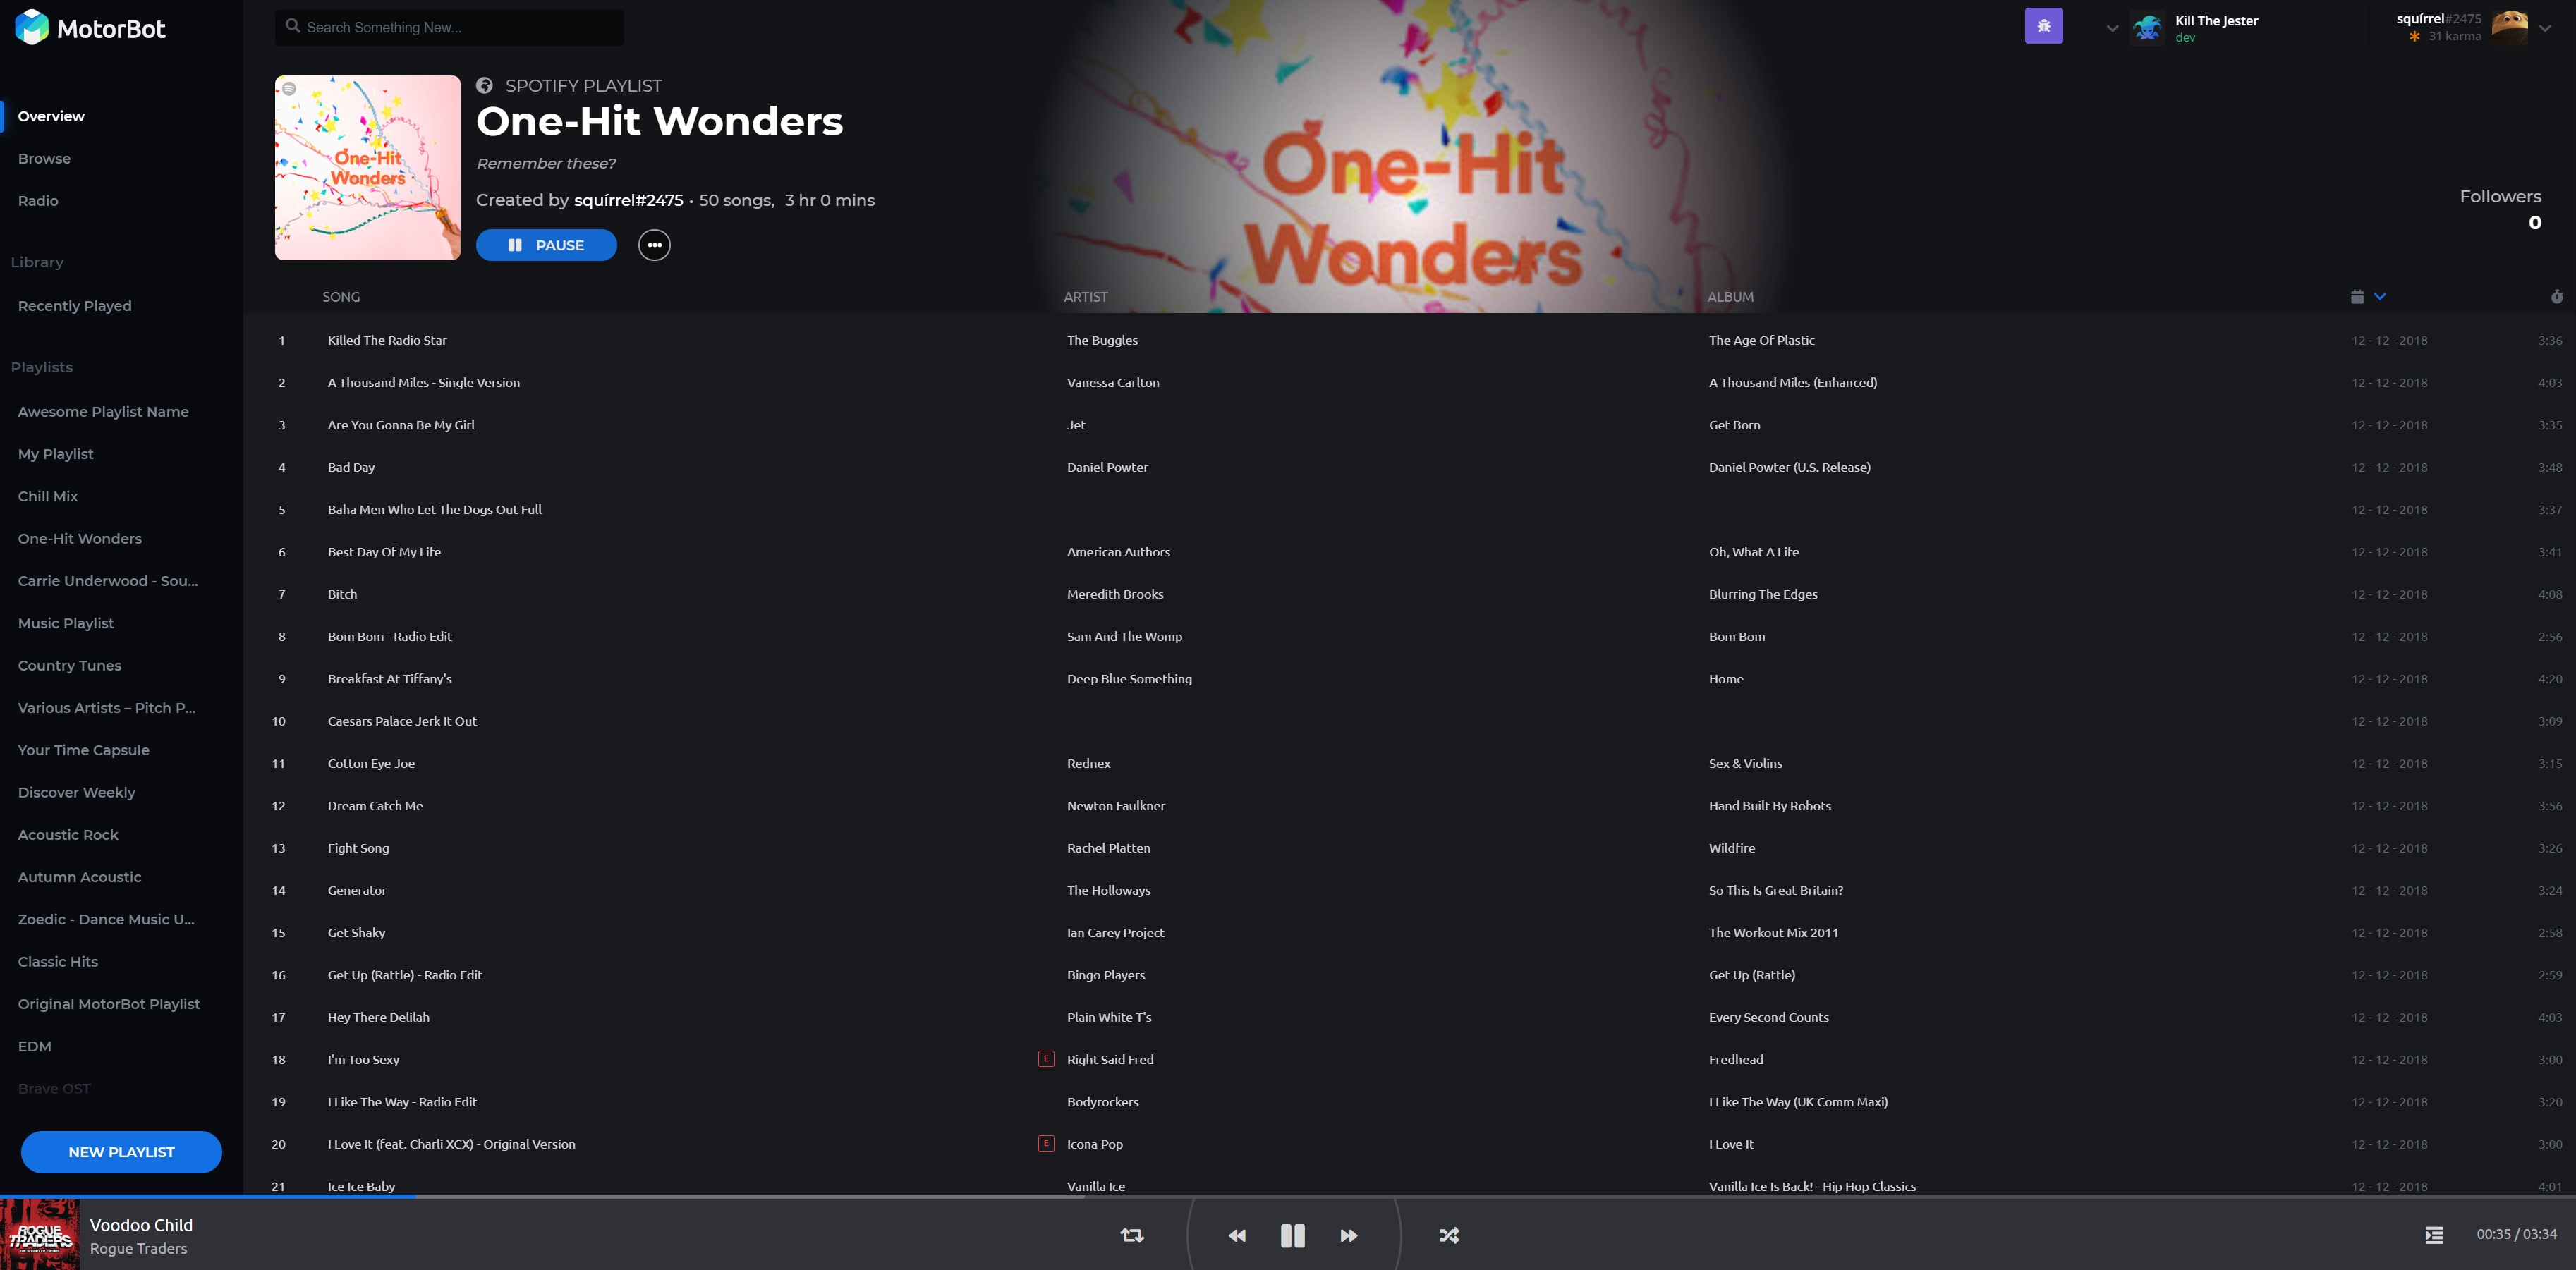 MotorBot
Search Something New...
Kill The Jester
dev
squírrel#2475
31 karma
Overview
Browse
Radio
Library
Recently Played
Playlists
Awesome Playlist Name
My Playlist
Chill Mix
One-Hit Wonders
Carrie Underwood - Sou...
Music Playlist
Country Tunes
Various Artists – Pitch P...
Your Time Capsule
Discover Weekly
Acoustic Rock
Autumn Acoustic
Zoedic - Dance Music U...
Classic Hits
Original MotorBot Playlist
EDM
Brave OST
NEW PLAYLIST
One-Hit
Wonders
SPOTIFY PLAYLIST
One-Hit Wonders
Remember these?
Created by squírrel#2475 • 50 songs, 3 hr 0 mins
PAUSE
One-Hit
Wonders
Followers
0
SONG ARTIST ALBUM
1 Killed The Radio Star The Buggles The Age Of Plastic 12 - 12 - 2018 3:36
2 A Thousand Miles - Single Version Vanessa Carlton A Thousand Miles (Enhanced) 12 - 12 - 2018 4:03
3 Are You Gonna Be My Girl Jet Get Born 12 - 12 - 2018 3:35
4 Bad Day Daniel Powter Daniel Powter (U.S. Release) 12 - 12 - 2018 3:48
5 Baha Men Who Let The Dogs Out Full 12 - 12 - 2018 3:37
6 Best Day Of My Life American Authors Oh, What A Life 12 - 12 - 2018 3:41
7 Bitch Meredith Brooks Blurring The Edges 12 - 12 - 2018 4:08
8 Bom Bom - Radio Edit Sam And The Womp Bom Bom 12 - 12 - 2018 2:56
9 Breakfast At Tiffany's Deep Blue Something Home 12 - 12 - 2018 4:20
10 Caesars Palace Jerk It Out 12 - 12 - 2018 3:09
11 Cotton Eye Joe Rednex Sex & Violins 12 - 12 - 2018 3:15
12 Dream Catch Me Newton Faulkner Hand Built By Robots 12 - 12 - 2018 3:56
13 Fight Song Rachel Platten Wildfire 12 - 12 - 2018 3:26
14 Generator The Holloways So This Is Great Britain? 12 - 12 - 2018 3:24
15 Get Shaky Ian Carey Project The Workout Mix 2011 12 - 12 - 2018 2:58
16 Get Up (Rattle) - Radio Edit Bingo Players Get Up (Rattle) 12 - 12 - 2018 2:59
17 Hey There Delilah Plain White T's Every Second Counts 12 - 12 - 2018 4:03
18 I'm Too Sexy E Right Said Fred Fredhead 12 - 12 - 2018 3:00
19 I Like The Way - Radio Edit Bodyrockers I Like The Way (UK Comm Maxi) 12 - 12 - 2018 3:20
20 I Love It (feat. Charli XCX) - Original Version E Icona Pop I Love It 12 - 12 - 2018 3:00
21 Ice Ice Baby Vanilla Ice Vanilla Ice Is Back! - Hip Hop Classics 12 - 12 - 2018 4:01
ROGUE
TRADERS
Voodoo Child
Rogue Traders
00:35 / 03:34